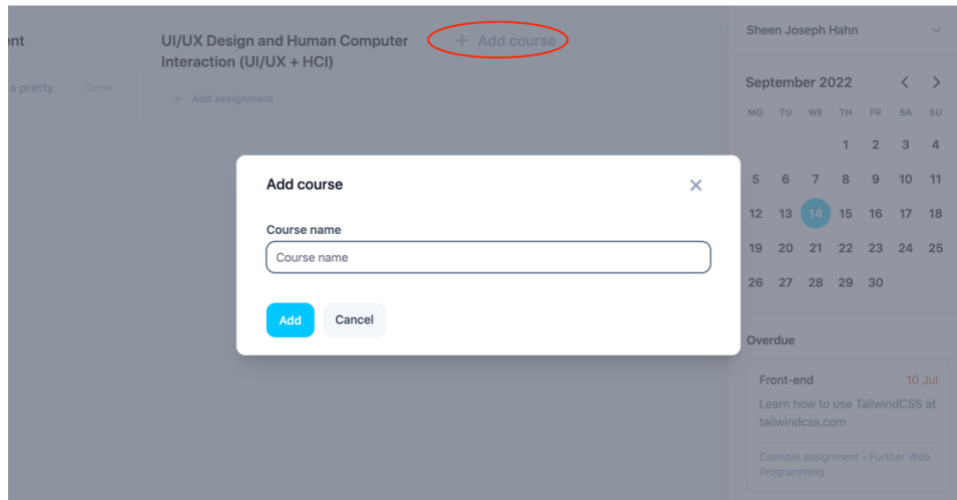 ent
a pretty
Done
UI/UX Design and Human Computer
Interaction (UI/UX + HCI)
+ Add assignment
+ Add course
Add course
Course name
Course name
Add
Cancel
Sheen Joseph Hahn
September 2022
MO TU WE TH FR SA SU
1 2 3 4
5 6 7 8 9 10 11
12 13 14 15 16 17 18
19 20 21 22 23 24 25
26 27 28 29 30
Overdue
Front-end 10 Jul
Learn how to use TailwindCSS at
tailwindcss.com
Example assignment • Further Web
Programming